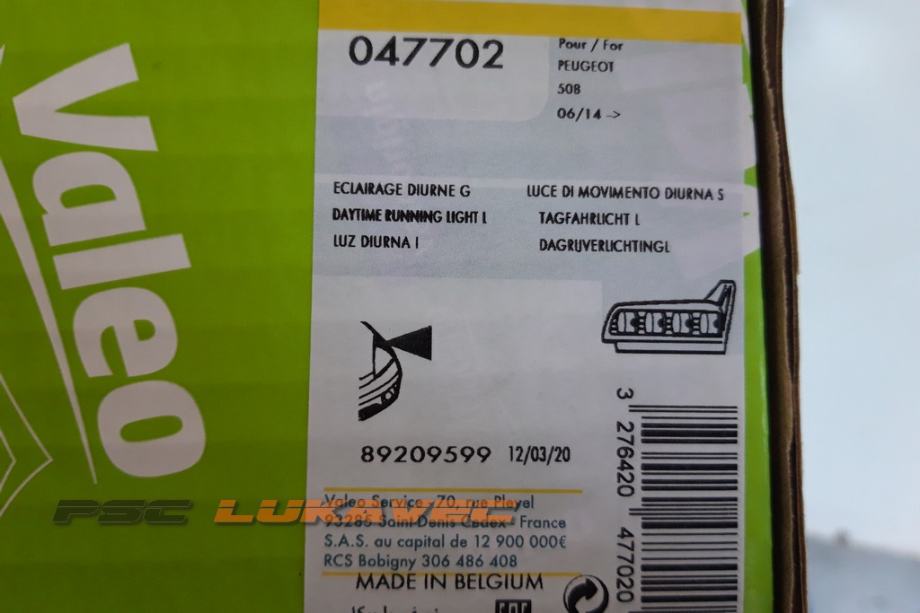 Valeo
047702
Pour / For
PEUGEOT
508
06/14 ->
ECLAIRAGE DIURNE G
DAYTIME RUNNING LIGHT L
LUZ DIURNA I
LUCE DI MOVIMENTO DIURNA S
TAGFAHRLICHT L
DAGRIJVERLICHTINGL
89209599 12/03/20
3 276420 477020
Valeo Service - 70, rue Pleyel
93285 Saint-Denis Cedex - France
S.A.S. au capital de 12 900 000€
RCS Bobigny 306 486 408
MADE IN BELGIUM
PSC LUKAVEC